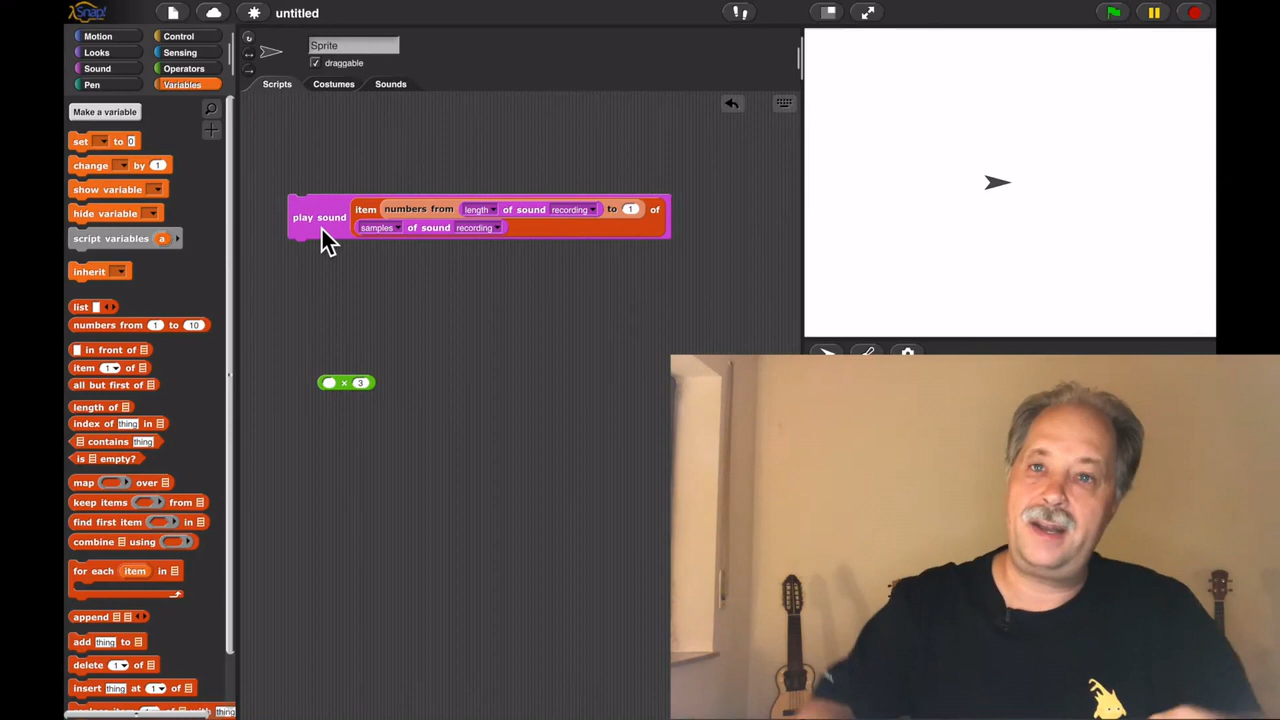 Snap!
untitled
Motion
Control
Looks
Sensing
Sound
Operators
Pen
Variables
Sprite
draggable
Scripts
Costumes
Sounds
Make a variable
set to 0
change by 1
show variable
hide variable
script variables a
inherit
list
numbers from 1 to 10
in front of
item 1 of
all but first of
length of
index of thing in
contains thing
is empty?
map over
keep items from
find first item in
combine using
for each item in
append
add thing to
delete 1 of
insert thing at 1 of
with thing
play sound
item numbers from length of sound recording to 1 of
samples of sound recording
× 3